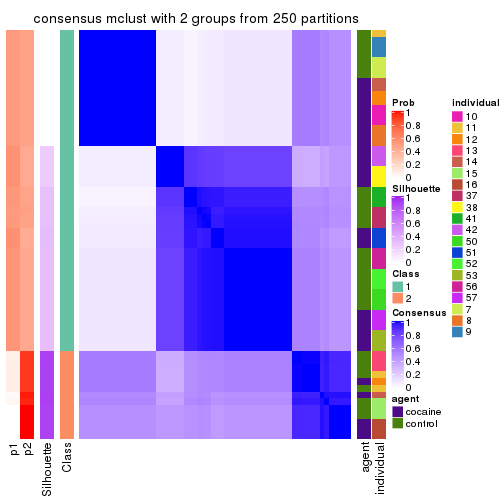 consensus mclust with 2 groups from 250 partitions
Prob
1
0.8
0.6
0.4
0.2
0
Silhouette
1
0.8
0.6
0.4
0.2
0
Class
1
2
Consensus
1
0.8
0.6
0.4
0.2
0
agent
cocaine
control
individual
10
11
12
13
14
15
16
37
38
41
42
50
51
52
53
56
57
7
8
9
p1
p2
Silhouette
Class
agent
individual